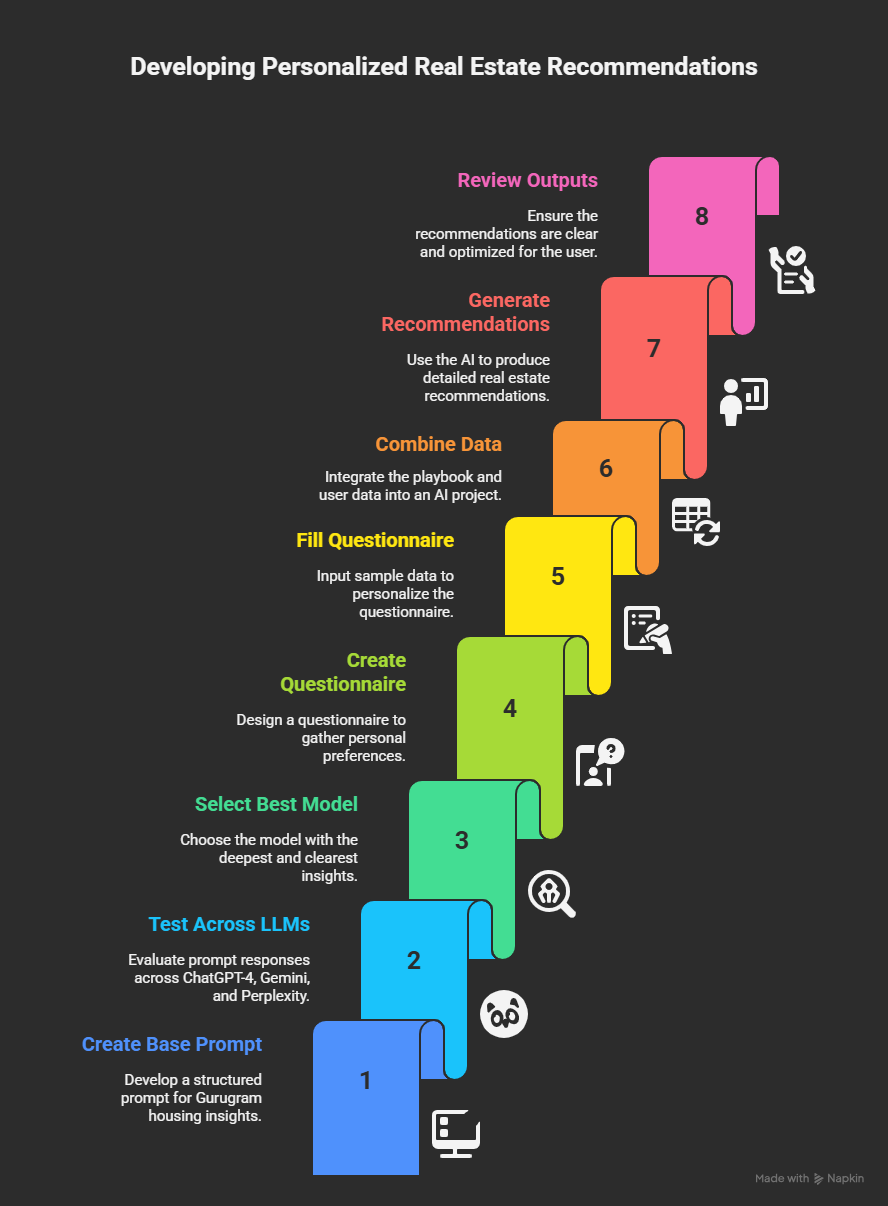 Developing Personalized Real Estate Recommendations
Review Outputs
8
Ensure the
recommendations are clear
and optimized for the user.
Generate
Recommendations
7
Use the AI to produce
detailed real estate
recommendations.
Combine Data
6
Integrate the playbook and
user data into an AI project.
Fill Questionnaire
5
Input sample data to
personalize the
questionnaire.
Create
Questionnaire
4
Design a questionnaire to
gather personal
preferences.
?
Select Best Model
3
Choose the model with the
deepest and clearest
insights.
Test Across LLMs
2
Evaluate prompt responses
across ChatGPT-4, Gemini,
and Perplexity.
Create Base Prompt
1
Develop a structured
prompt for Gurugram
housing insights.
Made with Napkin